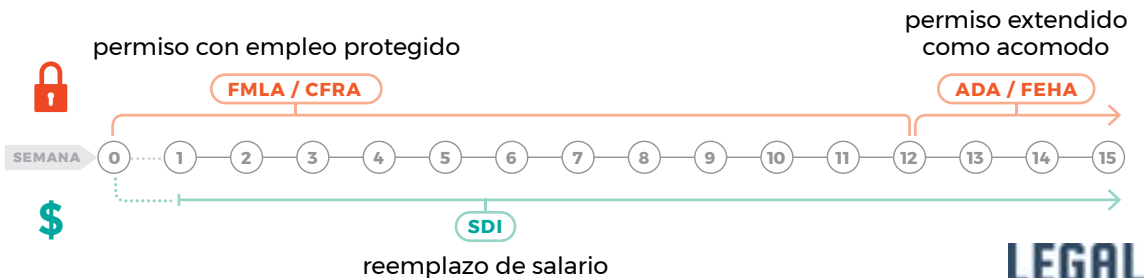 permiso con empleo protegido
permiso extendido
como acomodo
FMLA / CFRA
ADA / FEHA
SEMANA 0 1 2 3 4 5 6 7 8 9 10 11 12 13 14 15
$
SDI
reemplazo de salario
LEGAL